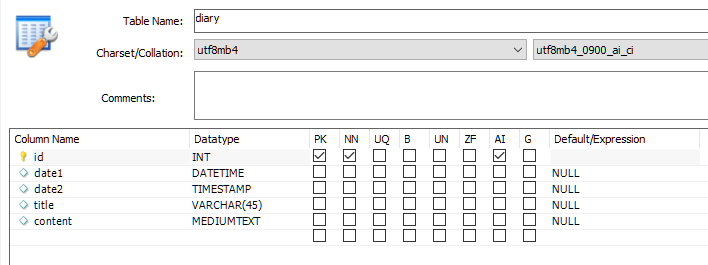 Table Name: diary
Charset/Collation: utf8mb4 utf8mb4_0900_ai_ci
Comments:
Column Name Datatype PK NN UQ B UN ZF AI G Default/Expression
id INT
date1 DATETIME NULL
date2 TIMESTAMP NULL
title VARCHAR(45) NULL
content MEDIUMTEXT NULL